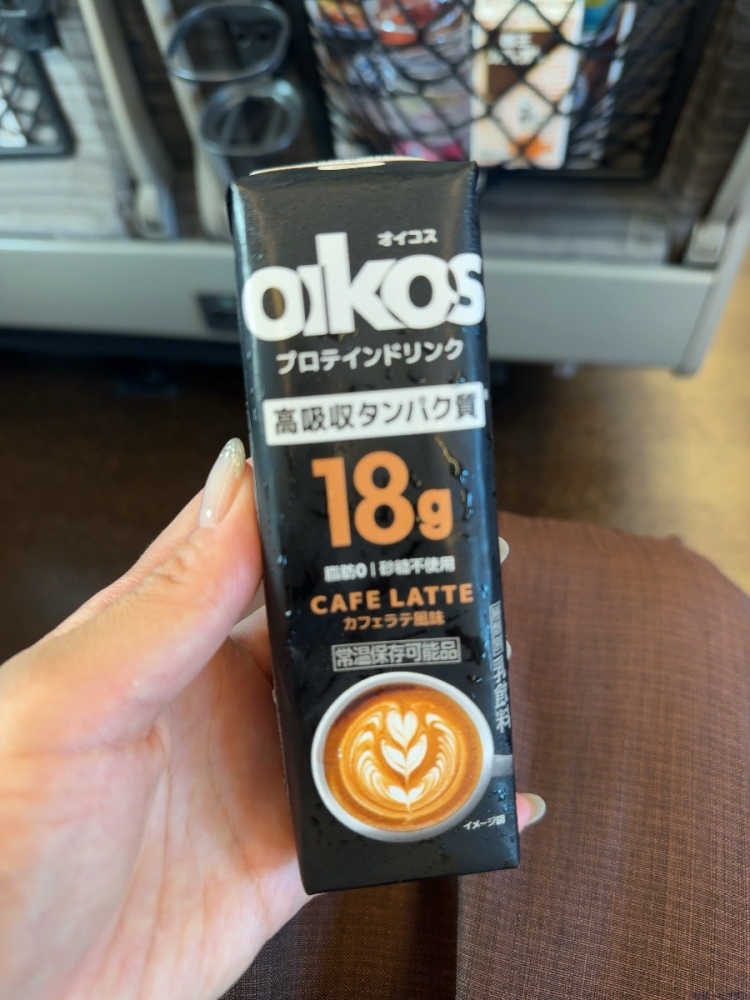 オイコス
oikos
プロテインドリンク
高吸収タンパク質
18g
脂肪0 | 砂糖不使用
CAFE LATTE
カフェラテ風味
常温保存可能品
乳飲料
イメージ図